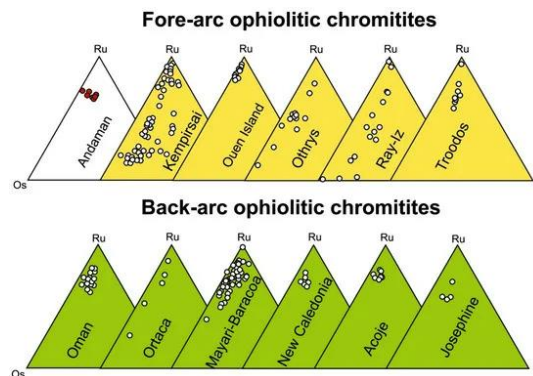 Fore-arc ophiolitic chromitites
Ru Ru Ru Ru Ru Ru
Andaman Kempirsai Ouen Island Othrys Ray-Iz Troodos
Os
Back-arc ophiolitic chromitites
Ru Ru Ru Ru Ru Ru
Oman Ortaca Mayari-Baracoa New Caledonia Acoje Josephine
Os